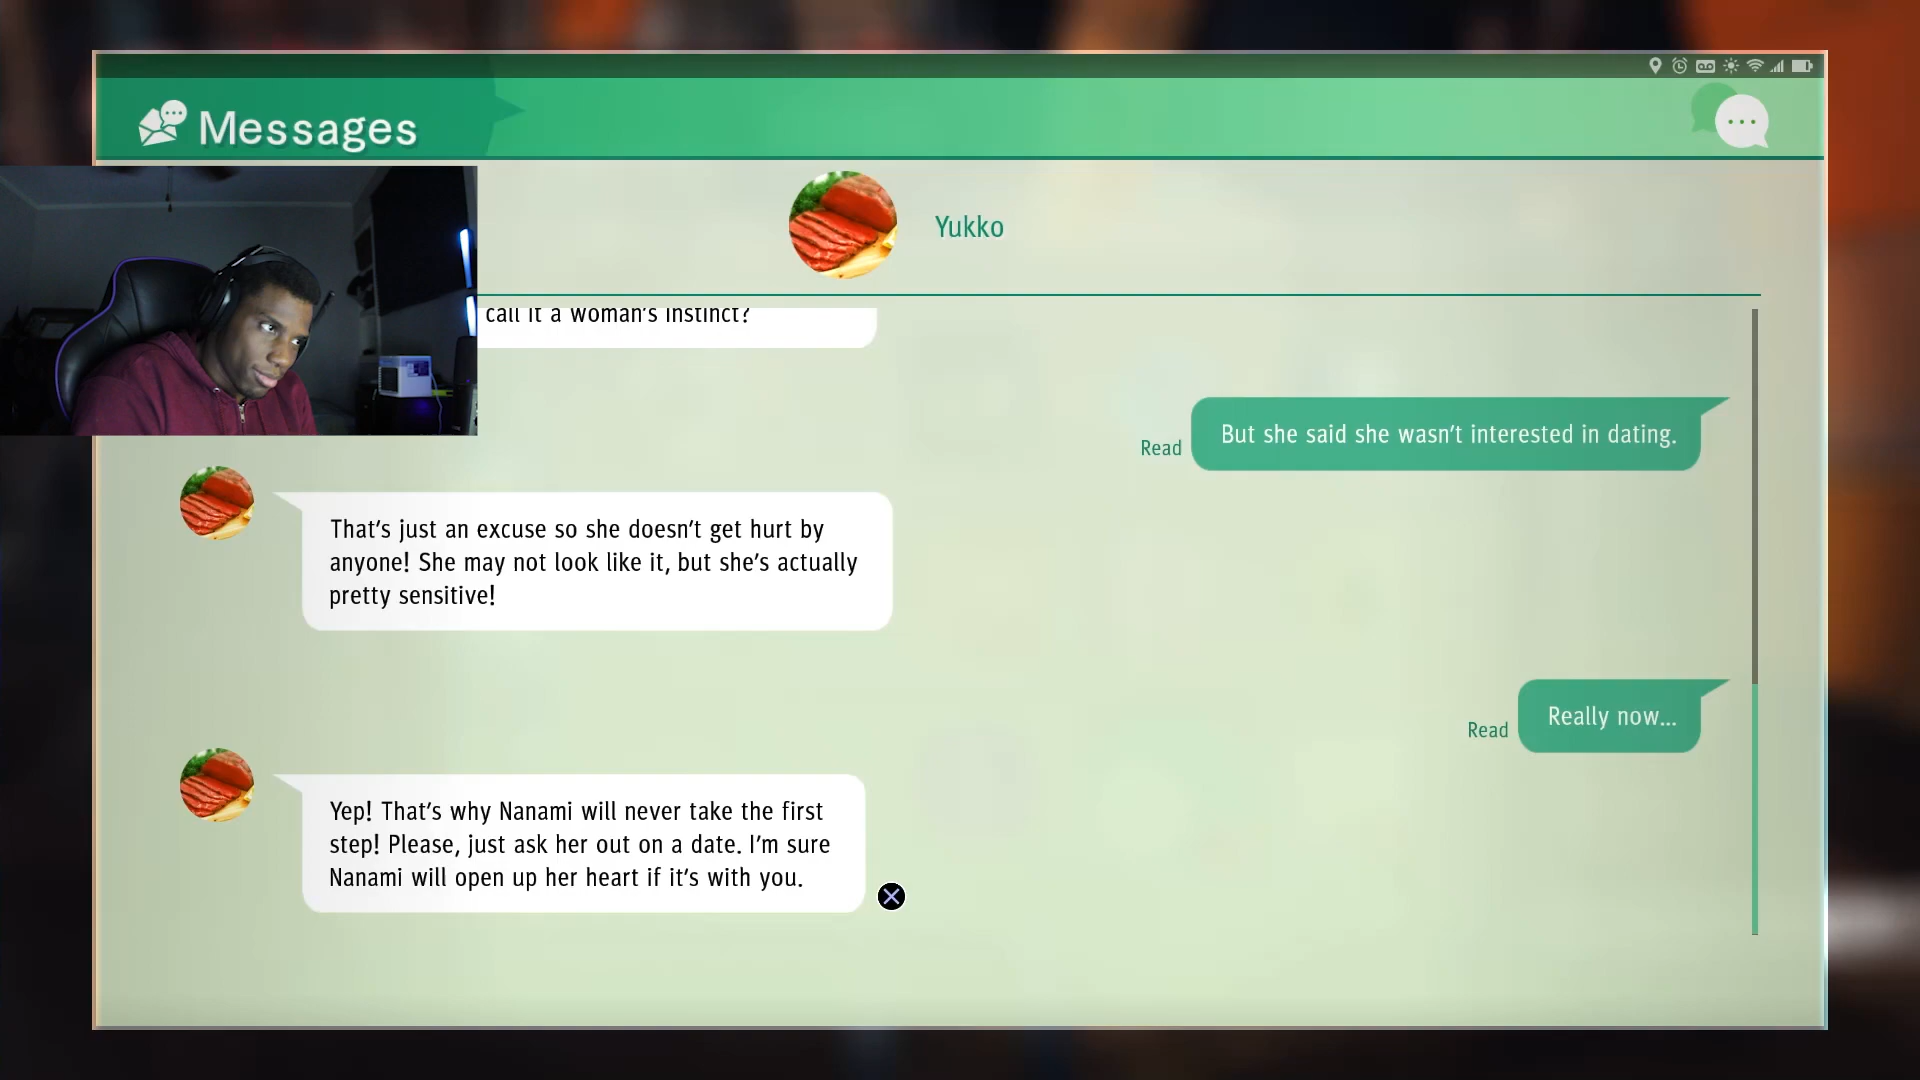 Messages
Yukko
call it a woman's instinct?
But she said she wasn't interested in dating.
Read
That's just an excuse so she doesn't get hurt by
anyone! She may not look like it, but she's actually
pretty sensitive!
Really now...
Read
Yep! That's why Nanami will never take the first
step! Please, just ask her out on a date. I'm sure
Nanami will open up her heart if it's with you.